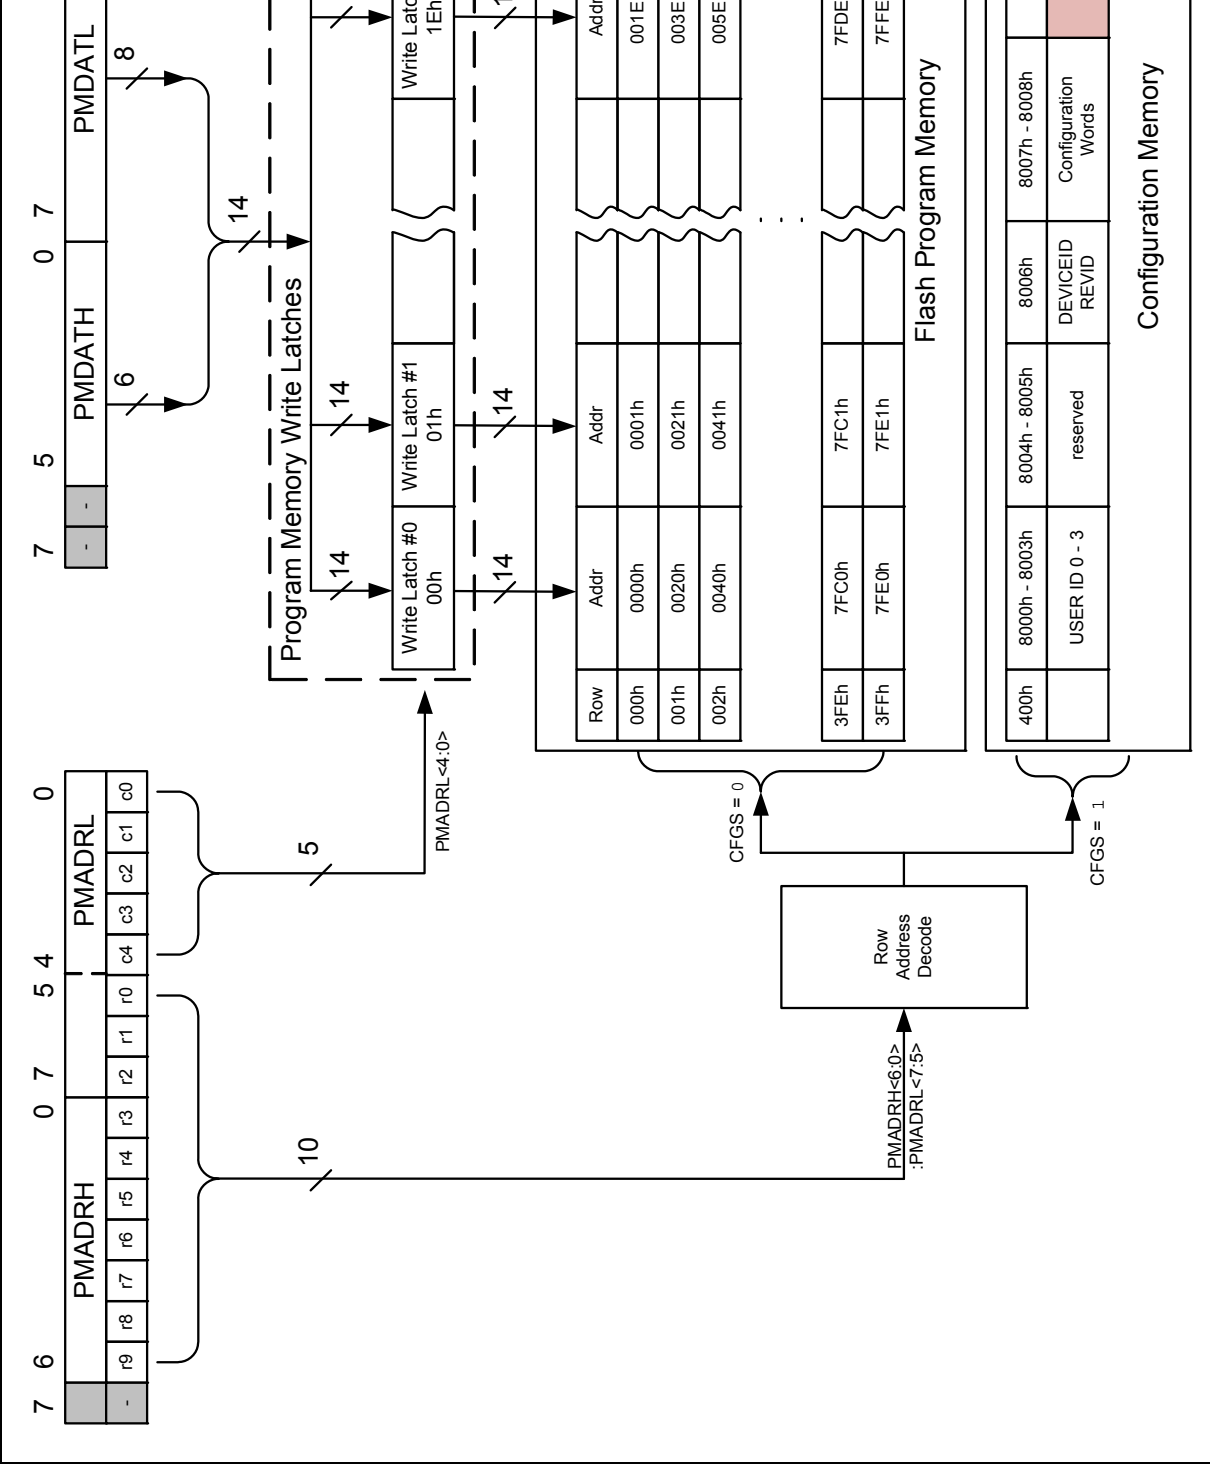 7 6 0 7 5 4 0 7 5 0 7
PMADRH PMADRL - PMDATH PMDATL
- r9 r8 r7 r6 r5 r4 r3 r2 r1 r0 c4 c3 c2 c1 c0 - -
6 8
14
10 5
Program Memory Write Latches
14 14
Write Latch #0 Write Latch #1 Write Latc
00h 01h 1Eh
PMADRL<4:0>
14 14
Row Addr Addr Addr
000h 0000h 0001h 001E
001h 0020h 0021h 003E
002h 0040h 0041h 005E
CFGS = 0
3FEh 7FC0h 7FC1h 7FDE
3FFh 7FE0h 7FE1h 7FFE
Row
Address
Decode
PMADRH<6:0>
:PMADRL<7:5>
Flash Program Memory
400h 8000h - 8003h 8004h - 8005h 8006h 8007h - 8008h
USER ID 0 - 3 reserved DEVICEID
REVID
Configuration
Words
CFGS = 1
Configuration Memory